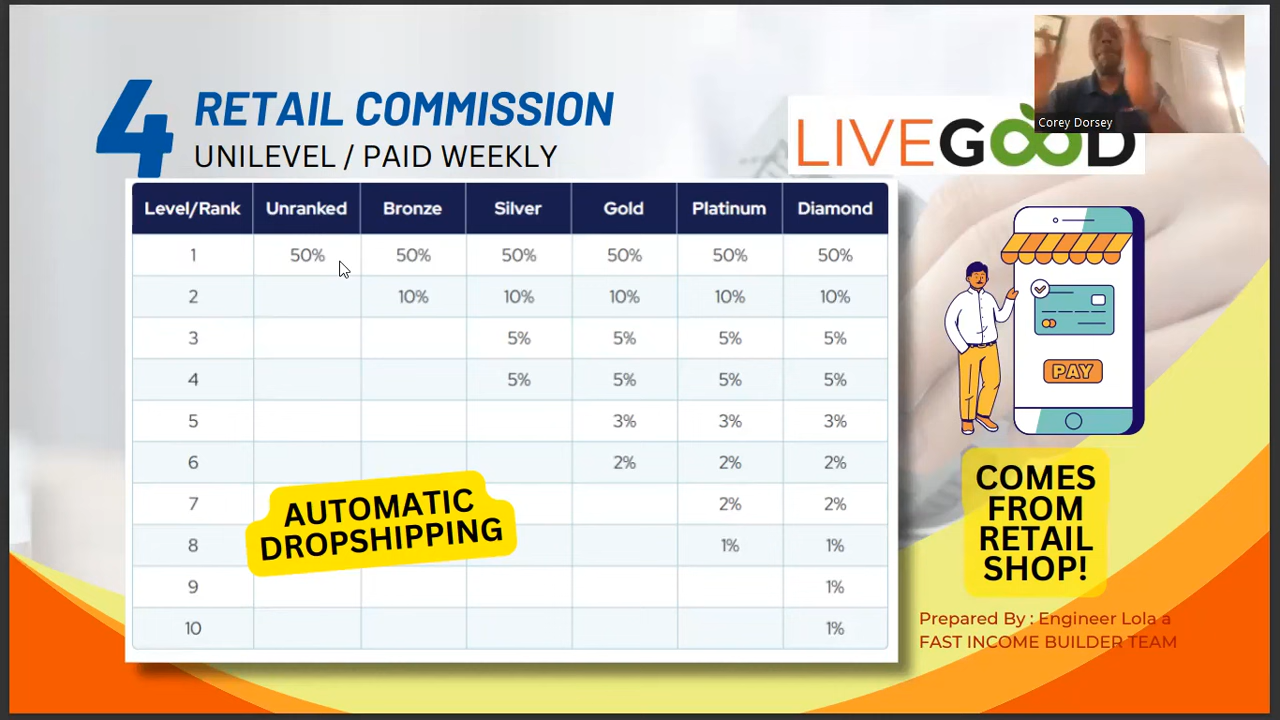 4 RETAIL COMMISSION
UNILEVEL / PAID WEEKLY
LIVEGOOD
Corey Dorsey
Level/Rank Unranked Bronze Silver Gold Platinum Diamond
1 50% 50% 50% 50% 50% 50%
2 10% 10% 10% 10% 10%
3 5% 5% 5% 5%
4 5% 5% 5% 5%
5 3% 3% 3%
6 2% 2% 2%
7 2% 2%
8 1% 1%
9 1%
10 1%
AUTOMATIC
DROPSHIPPING
PAY
COMES
FROM
RETAIL
SHOP!
Prepared By : Engineer Lola a
FAST INCOME BUILDER TEAM